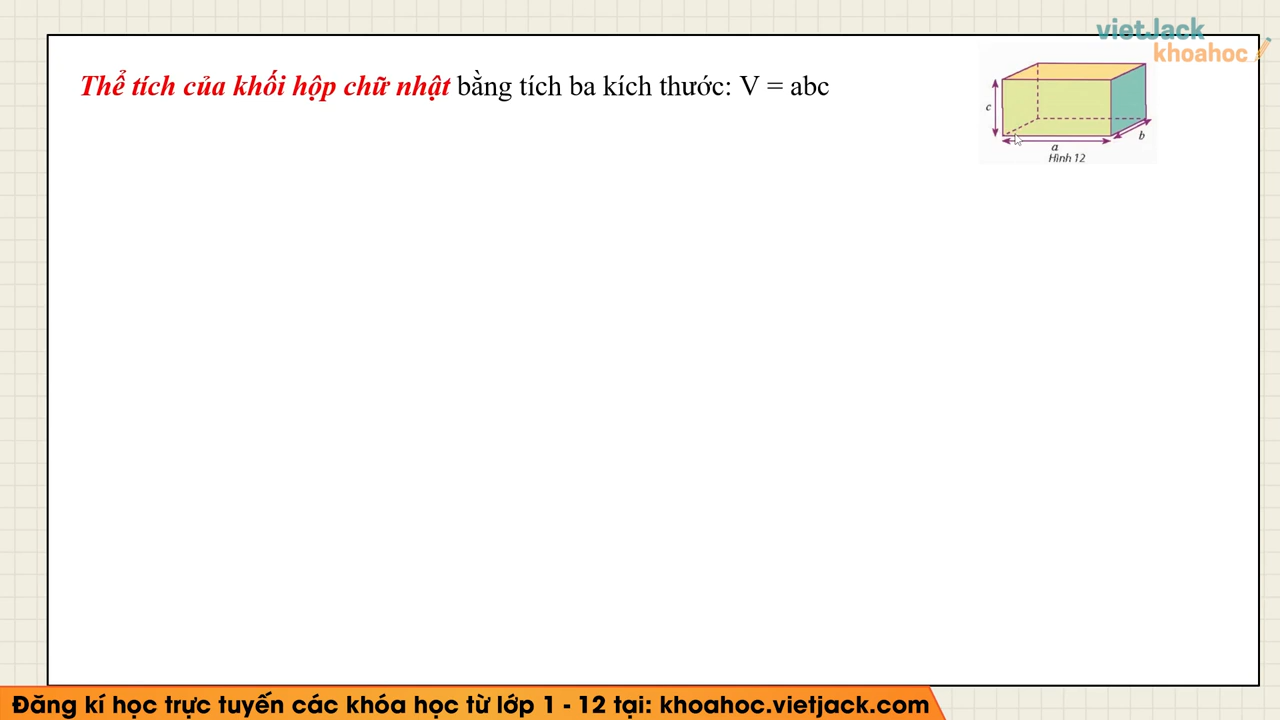 vietJack
khoahoc
Thể tích của khối hộp chữ nhật bằng tích ba kích thước: V = abc
c
b
a
Hình 12
Đăng kí học trực tuyến các khóa học từ lớp 1 - 12 tại: khoahoc.vietjack.com